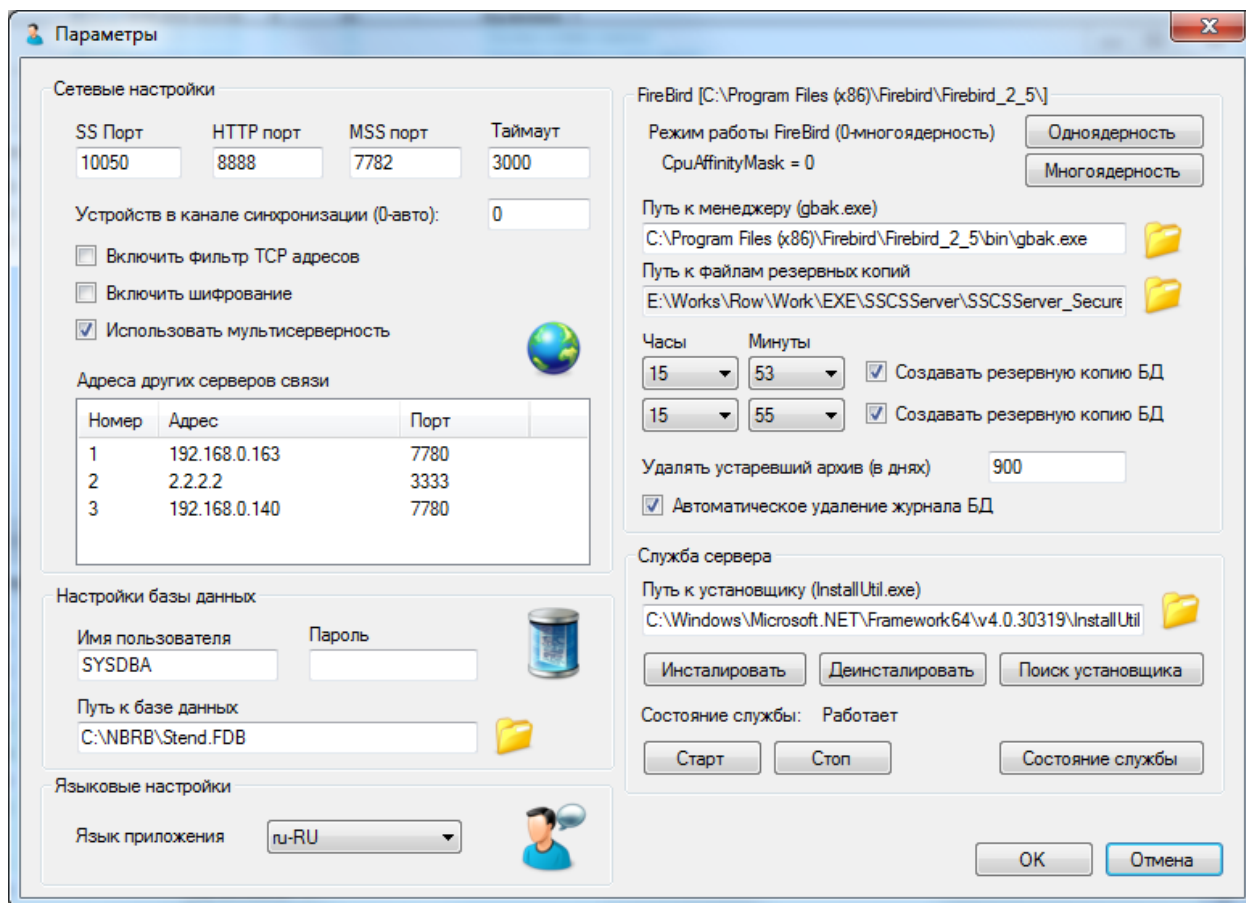 Параметры
Сетевые настройки
SS Порт HTTP порт MSS порт Таймаут
10050 8888 7782 3000
Устройств в канале синхронизации (0-авто): 0
Включить фильтр TCP адресов
Включить шифрование
Использовать мультисерверность
Адреса других серверов связи
Номер Адрес Порт
1 192.168.0.163 7780
2 2.2.2.2 3333
3 192.168.0.140 7780
Настройки базы данных
Имя пользователя Пароль
SYSDBA
Путь к базе данных
C:\NBRB\Stend.FDB
Языковые настройки
Язык приложения ru-RU
FireBird [C:\Program Files (x86)\Firebird\Firebird_2_5\]
Режим работы FireBird (0-многоядерность) Одноядерность
CpuAffinityMask = 0 Многоядерность
Путь к менеджеру (gbak.exe)
C:\Program Files (x86)\Firebird\Firebird_2_5\bin\gbak.exe
Путь к файлам резервных копий
E:\Works\Row\Work\EXE\SSCSServer\SSCSServer_Secure
Часы Минуты
15 53 Создавать резервную копию БД
15 55 Создавать резервную копию БД
Удалять устаревший архив (в днях) 900
Автоматическое удаление журнала БД
Служба сервера
Путь к установщику (InstallUtil.exe)
C:\Windows\Microsoft.NET\Framework64\v4.0.30319\InstallUtil
Инсталировать Деинсталировать Поиск установщика
Состояние службы: Работает
Старт Стоп Состояние службы
OK Отмена